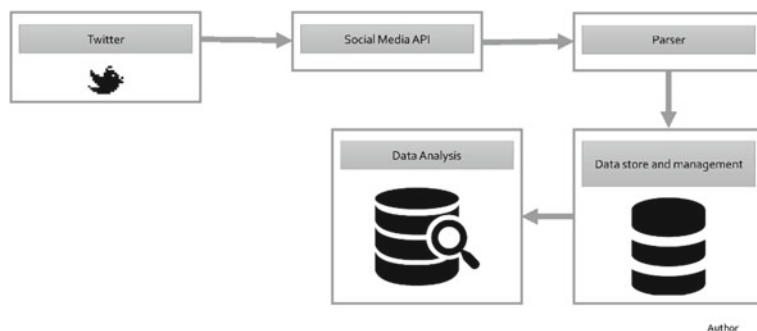 Twitter
Social Media API
Parser
Data store and management
Data Analysis
Author